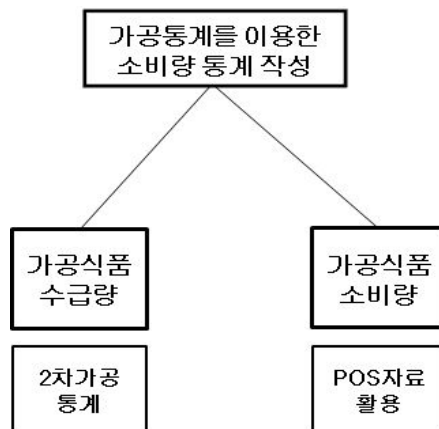 가공통계를 이용한
소비량 통계 작성
가공식품
수급량
가공식품
소비량
2차가공
통계
POS자료
활용